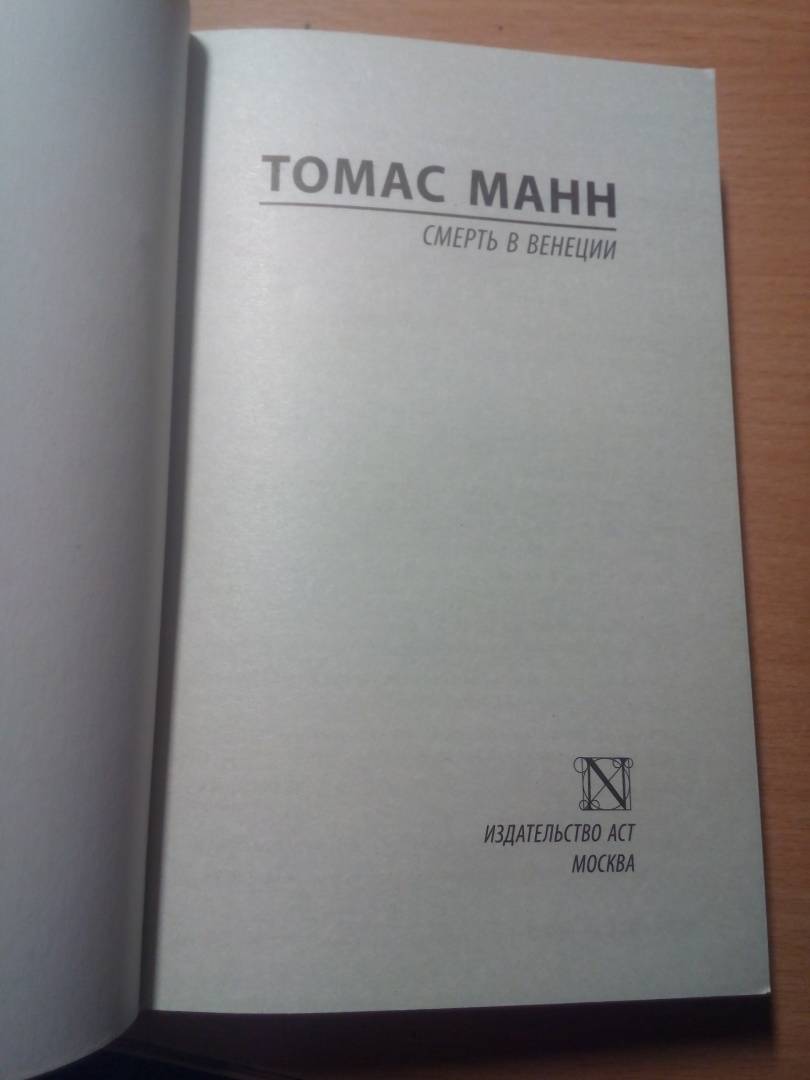 ТОМАС МАНН
СМЕРТЬ В ВЕНЕЦИИ
N
ИЗДАТЕЛЬСТВО АСТ
МОСКВА